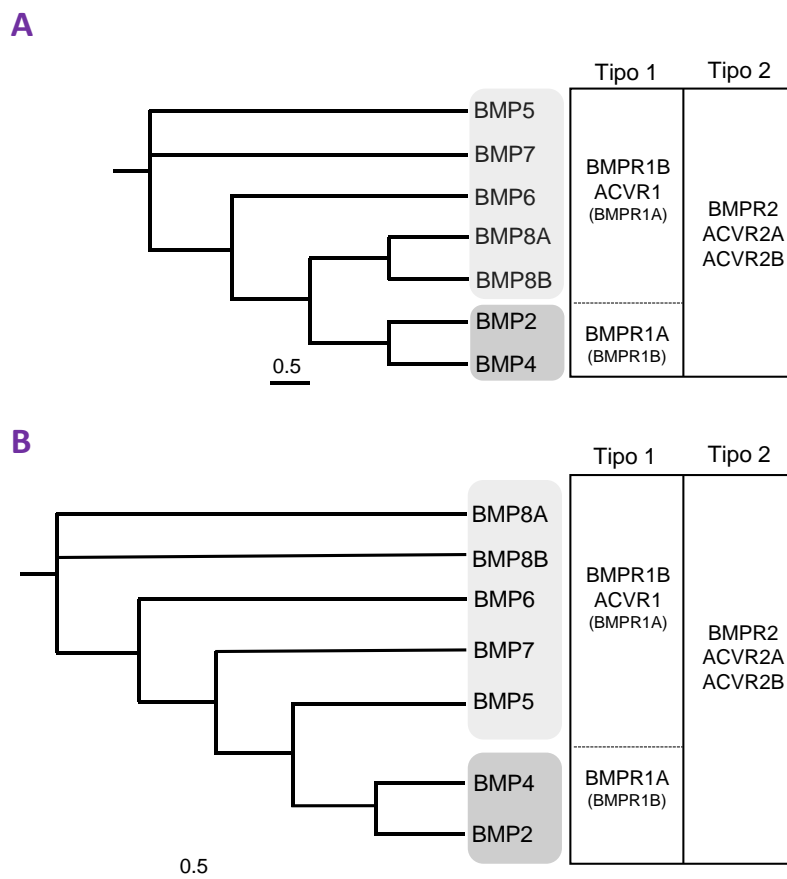 A
Tipo 1
Tipo 2
BMP5
BMP7
BMP6
BMP8A
BMP8B
BMP2
BMP4
BMPR1B
ACVR1
(BMPR1A)
BMPR1A
(BMPR1B)
BMPR2
ACVR2A
ACVR2B
0.5
B
Tipo 1
Tipo 2
BMP8A
BMP8B
BMP6
BMP7
BMP5
BMP4
BMP2
BMPR1B
ACVR1
(BMPR1A)
BMPR1A
(BMPR1B)
BMPR2
ACVR2A
ACVR2B
0.5